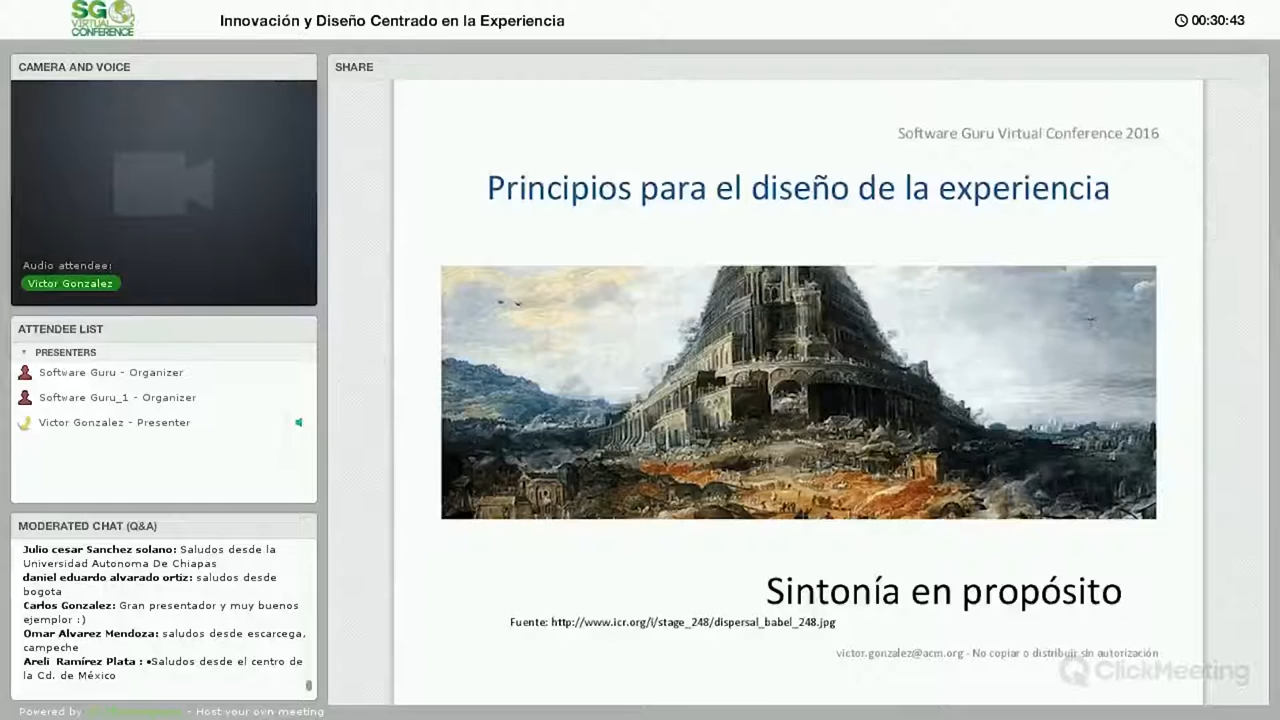 SG
VIRTUAL
CONFERENCE
Innovación y Diseño Centrado en la Experiencia
00:30:43
CAMERA AND VOICE
Audio attendee:
Victor Gonzalez
ATTENDEE LIST
PRESENTERS
Software Guru - Organizer
Software Guru_1 - Organizer
Victor Gonzalez - Presenter
MODERATED CHAT (Q&A)
Julio cesar Sanchez solano: Saludos desde la
Universidad Autonoma De Chiapas
daniel eduardo alvarado ortiz: saludos desde
bogota
Carlos Gonzalez: Gran presentador y muy buenos
ejemplor :)
Omar Alvarez Mendoza: saludos desde escarcega,
campeche
Areli Ramírez Plata : •Saludos desde el centro de
la Cd. de México
Powered by - Host your own meeting
SHARE
Software Guru Virtual Conference 2016
Principios para el diseño de la experiencia
Sintonía en propósito
Fuente: http://www.icr.org/i/stage_248/dispersal_babel_248.jpg
victor.gonzalez@acm.org - No copiar o distribuir sin autorización
ClickMeeting